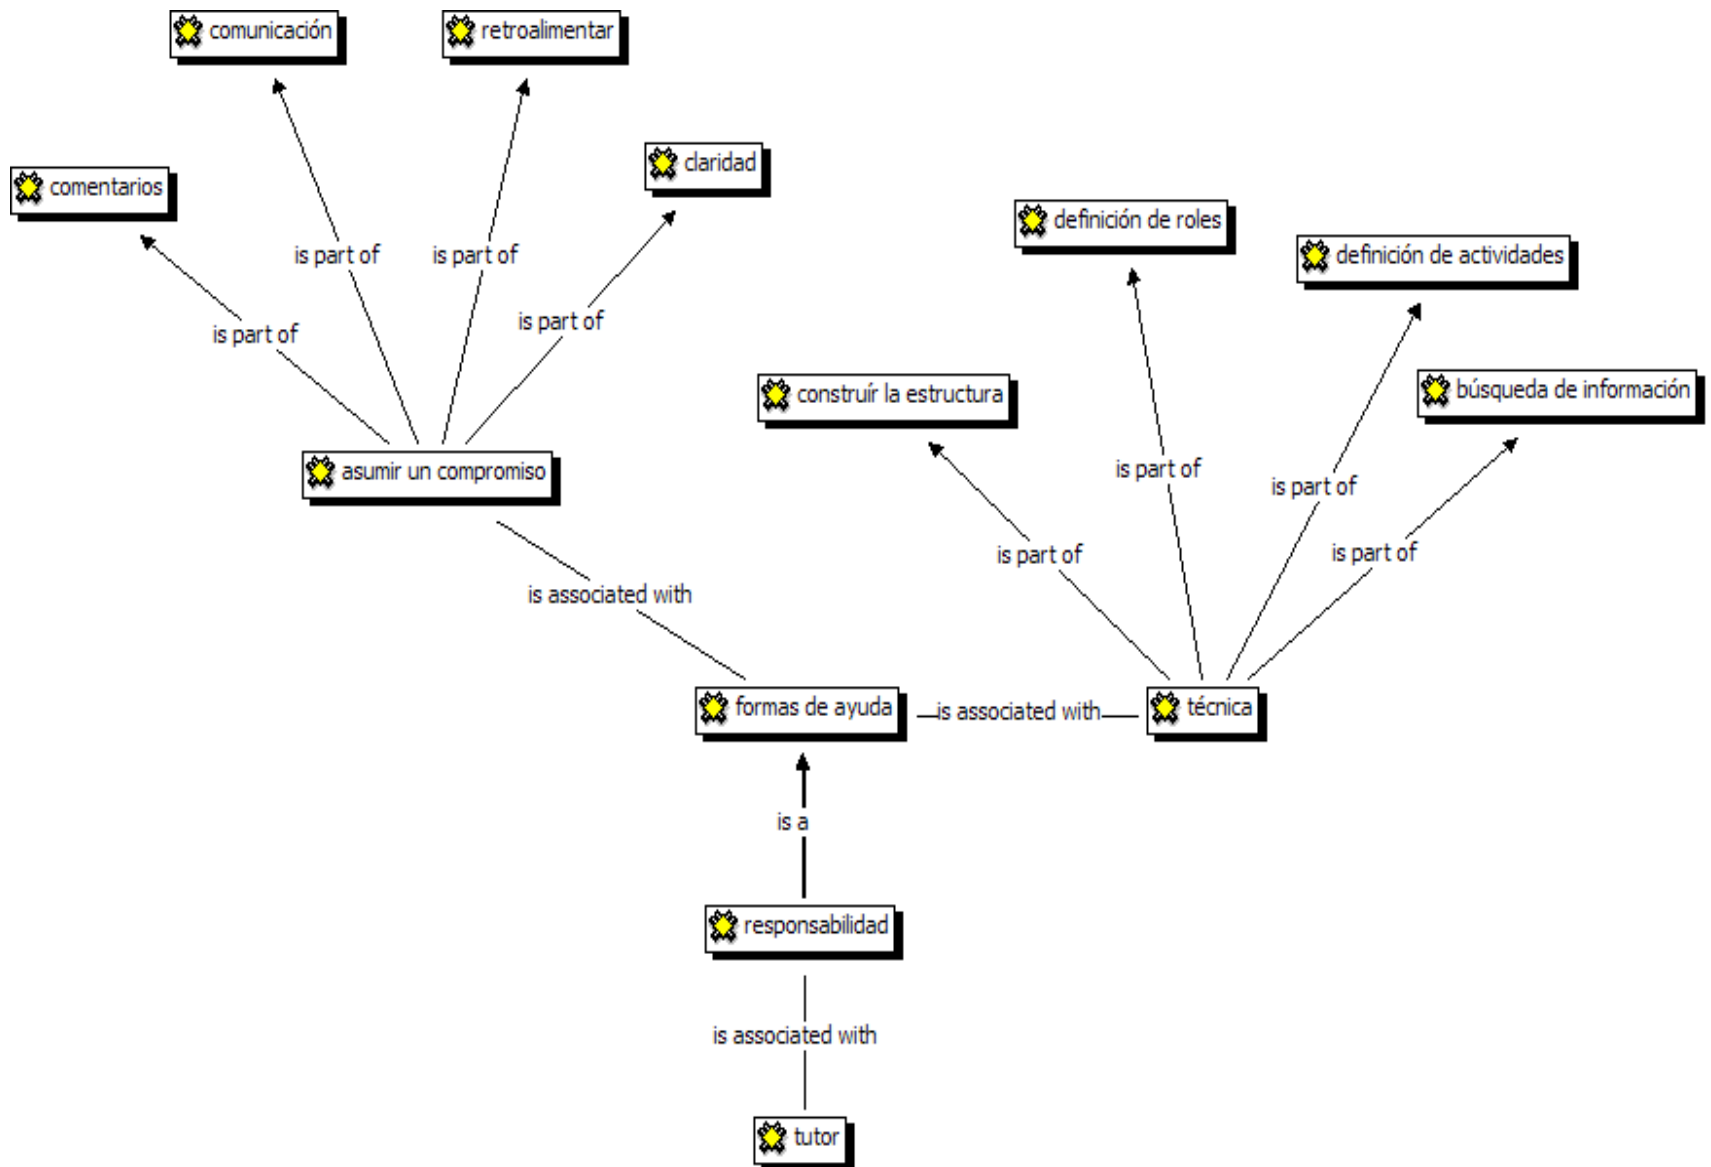 comunicación
retroalimentar
claridad
comentarios
definición de roles
definición de actividades
is part of
is part of
is part of
is part of
construír la estructura
búsqueda de información
asumir un compromiso
is part of
is part of
is part of
is part of
is associated with
formas de ayuda
is associated with
técnica
is a
responsabilidad
is associated with
tutor